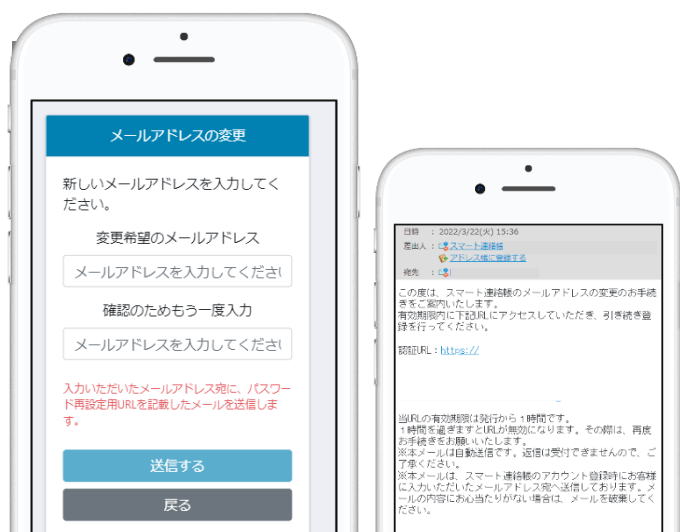 メールアドレスの変更
新しいメールアドレスを入力してく
ださい。
変更希望のメールアドレス
メールアドレスを入力してくださ
確認のためもう一度入力
メールアドレスを入力してくださ
入力いただいたメールアドレス宛に、パスワー
ド再設定用URLを記載したメールを送信しま
す。
送信する
戻る
日時 : 2022/3/22(火) 15:36
差出人 : スマート連絡帳
アドレス帳に登録する
宛先 :
この度は、スマート連絡帳のメールアドレスの変更のお手続
きをご案内いたします。
有効期限内に下記URLにアクセスしていただき、引き続き登
録を行ってください。
認証URL：https://
当URLの有効期限は発行から１時間です。
１時間を過ぎますとURLが無効になります。その際は、再度
お手続きをお願いいたします。
※本メールは自動送信です。返信は受付できませんので、ご
了承ください。
※本メールは、スマート連絡帳のアカウント登録時にお客様
に入力いただいたメールアドレス宛へ送信しております。メ
ールの内容にお心当たりがない場合は、メールを破棄してく
ださい。